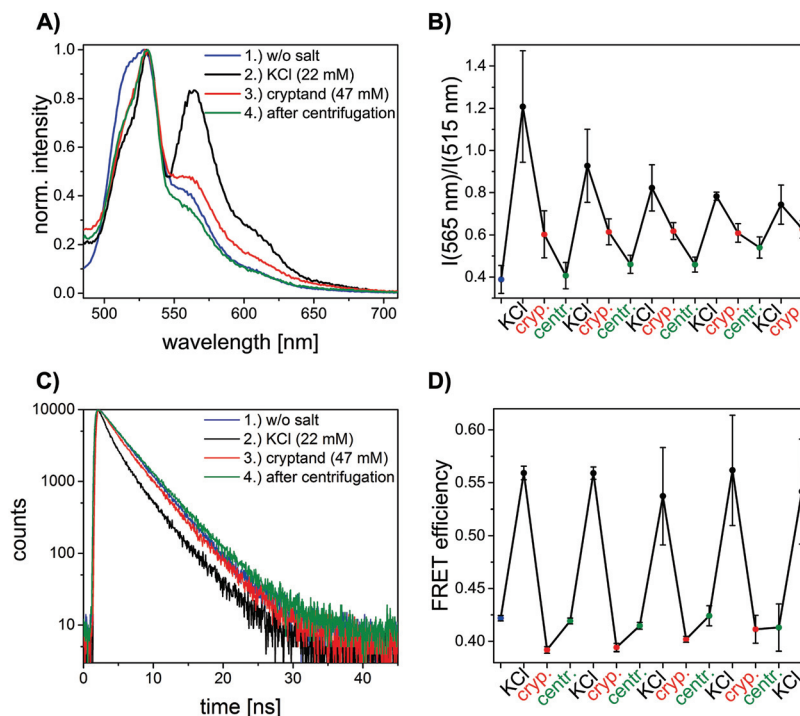 A)
1.) w/o salt
2.) KCl (22 mM)
3.) cryptand (47 mM)
4.) after centrifugation
1.0
0.8
0.6
0.4
0.2
0.0
norm. intensity
500 550 600 650 700
wavelength [nm]
B)
1.4
1.2
1.0
0.8
0.6
0.4
I(565 nm)/I(515 nm)
KCl cryp. centr. KCl cryp. centr. KCl cryp. centr. KCl cryp. centr. KCl cryp.
C)
1.) w/o salt
2.) KCl (22 mM)
3.) cryptand (47 mM)
4.) after centrifugation
10000
1000
100
10
counts
0 10 20 30 40
time [ns]
D)
0.60
0.55
0.50
0.45
0.40
FRET efficiency
KCl cryp. centr. KCl cryp. centr. KCl cryp. centr. KCl cryp. centr. KCl